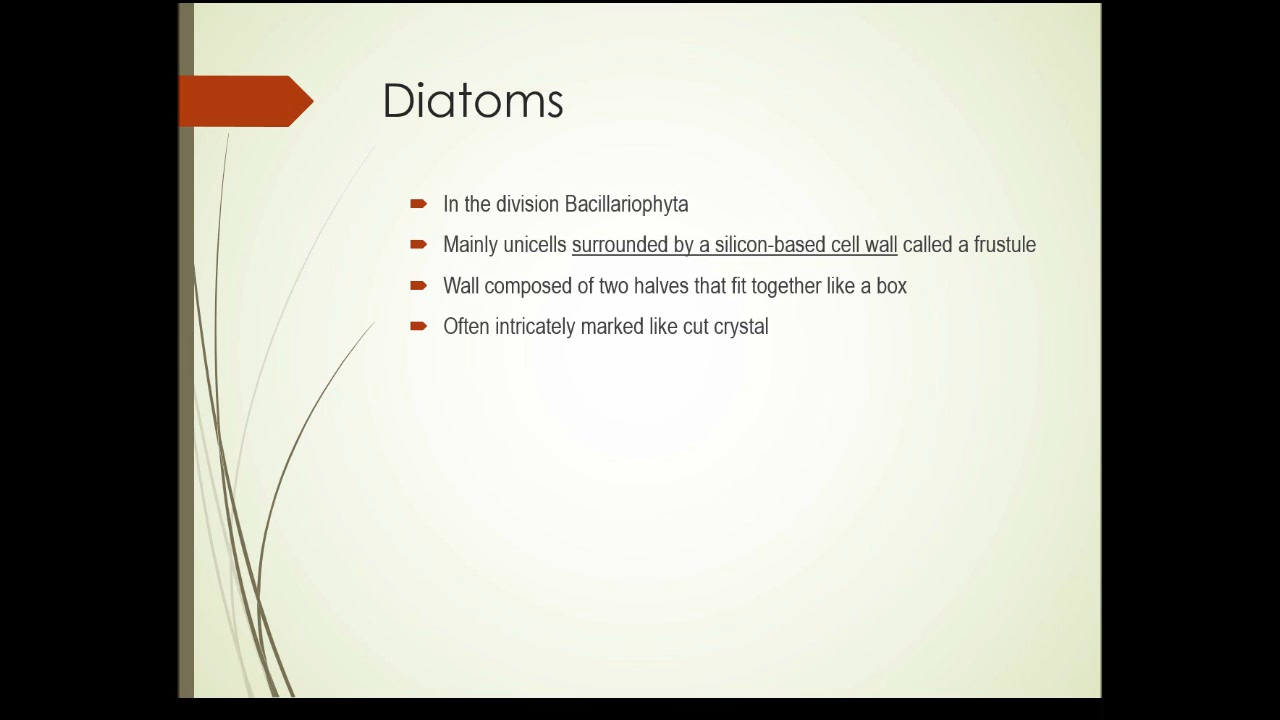 Diatoms
In the division Bacillariophyta
Mainly unicells surrounded by a silicon-based cell wall called a frustule
Wall composed of two halves that fit together like a box
Often intricately marked like cut crystal